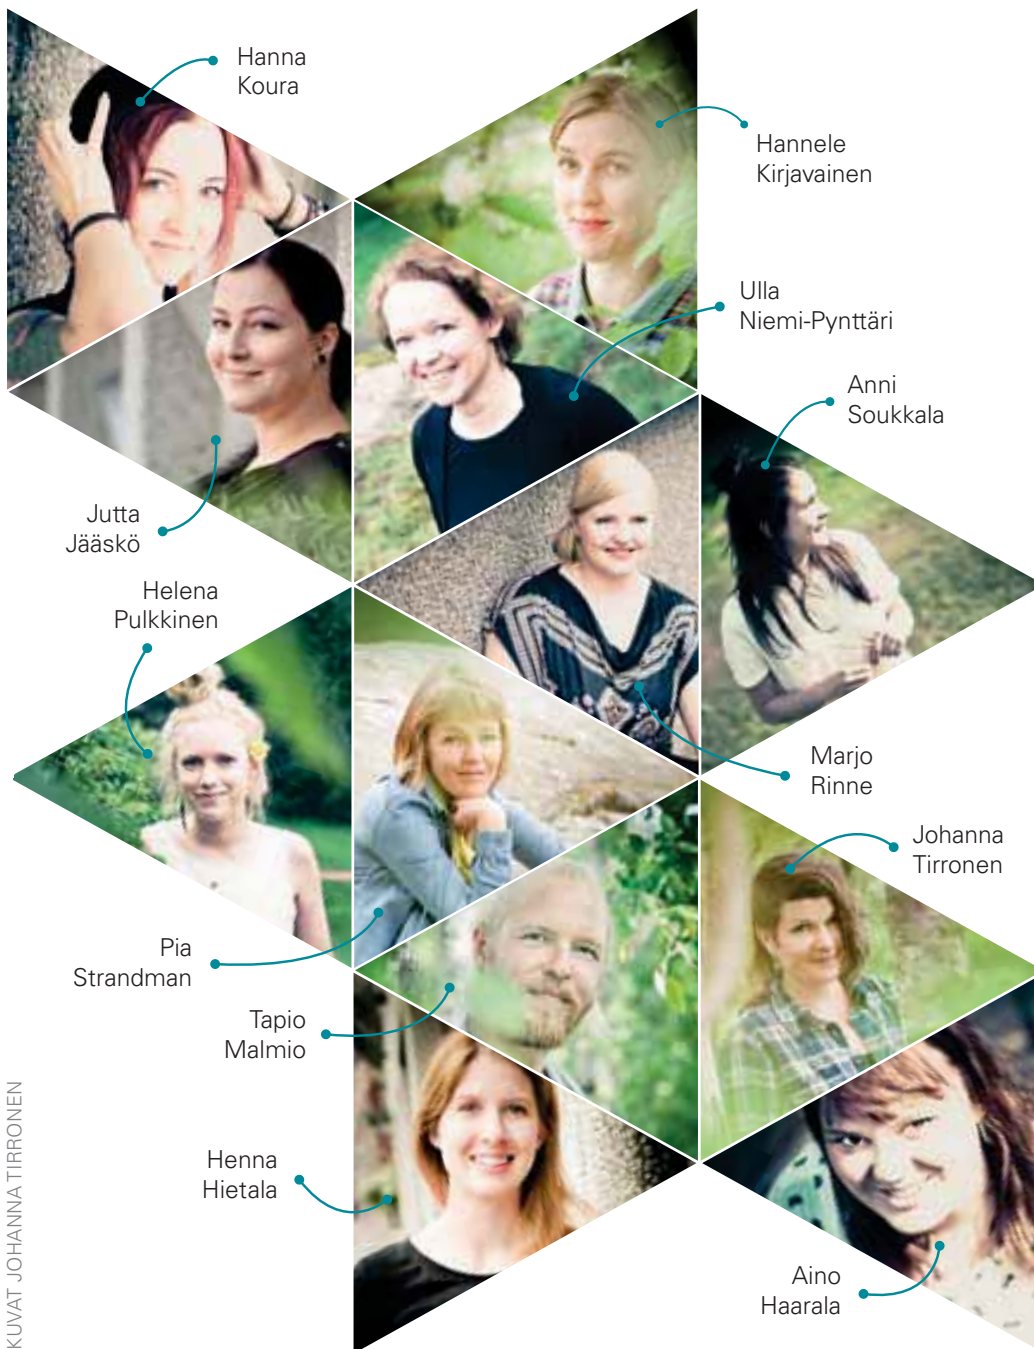 Hanna
Koura
Hannele
Kirjavainen
Ulla
Niemi-Pynttäri
Anni
Soukkala
Jutta
Jääskö
Helena
Pulkkinen
Marjo
Rinne
Johanna
Tirronen
Pia
Strandman
Tapio
Malmio
Henna
Hietala
Aino
Haarala
KUVAT JOHANNA TIRRONEN